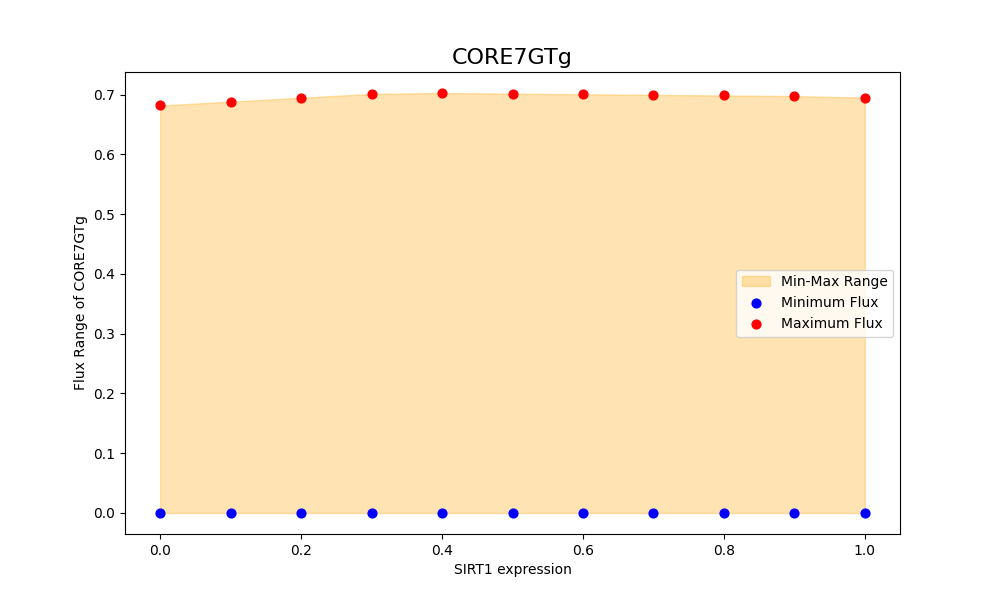 CORE7GTg
Flux Range of CORE7GTg
0.7
0.6
0.5
0.4
0.3
0.2
0.1
0.0
Min-Max Range
Minimum Flux
Maximum Flux
0.0 0.2 0.4 0.6 0.8 1.0
SIRT1 expression